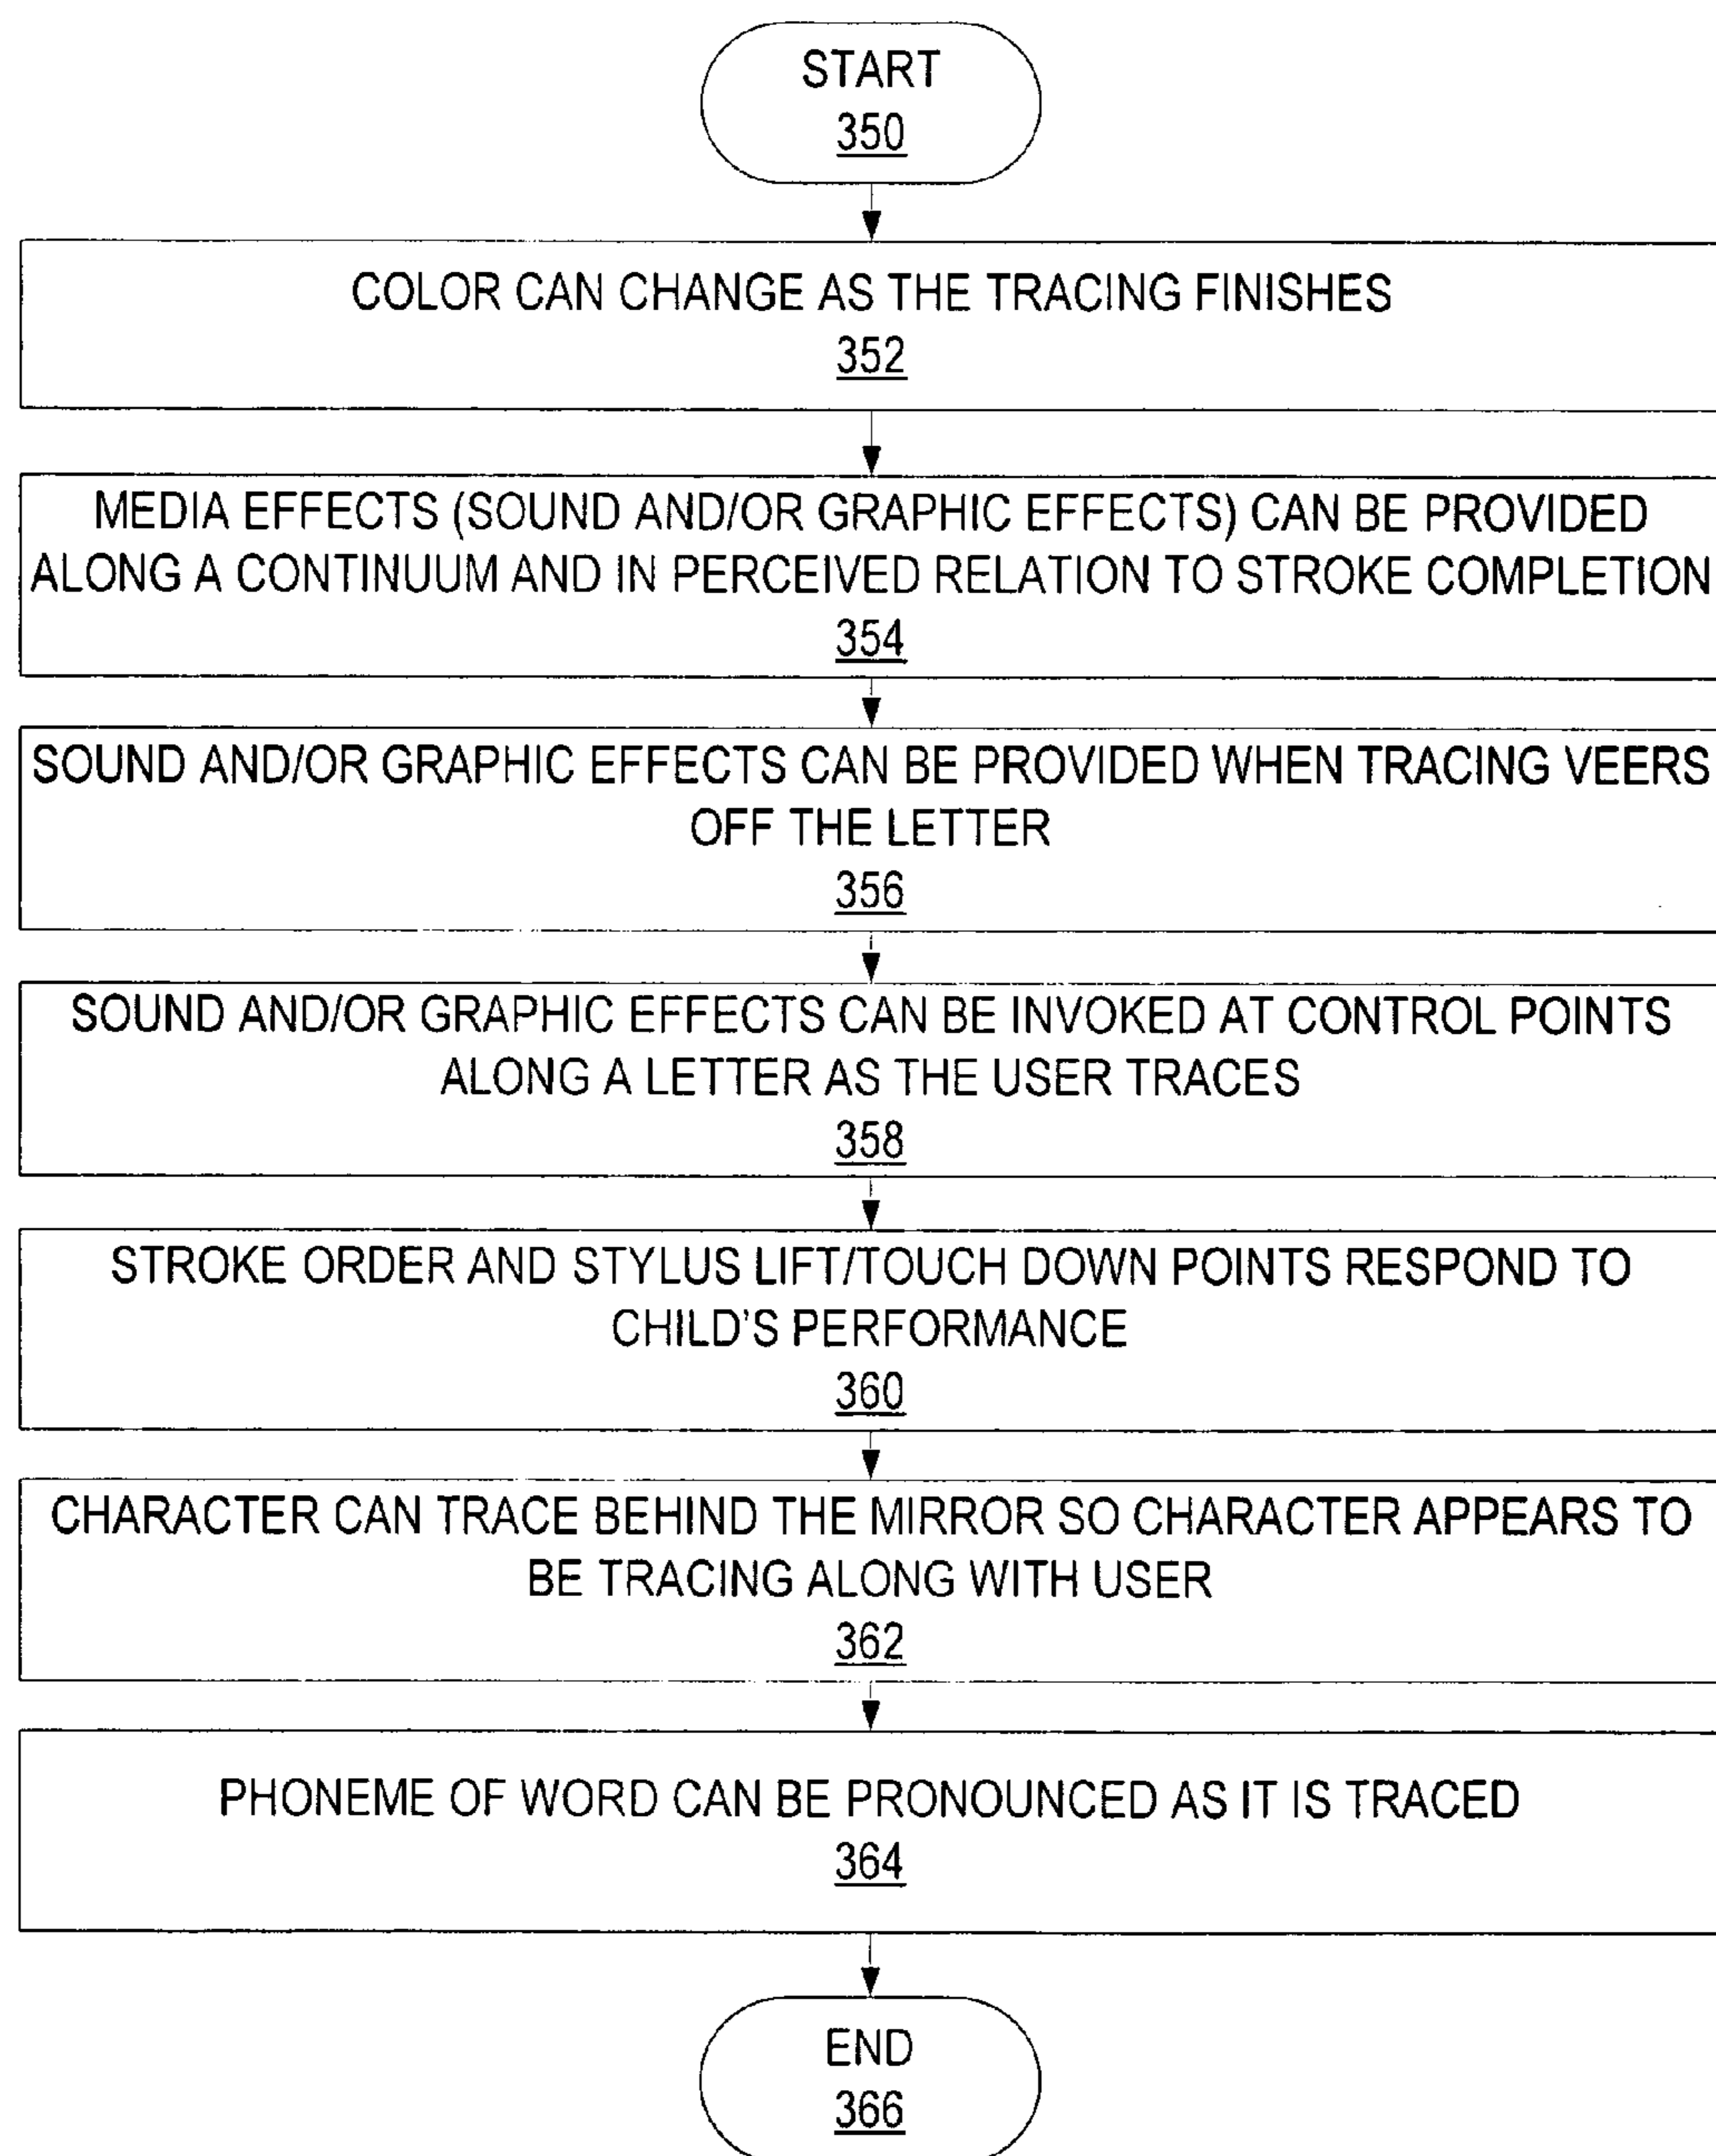 START
350
COLOR CAN CHANGE AS THE TRACING FINISHES
352
MEDIA EFFECTS (SOUND AND/OR GRAPHIC EFFECTS) CAN BE PROVIDED
ALONG A CONTINUUM AND IN PERCEIVED RELATION TO STROKE COMPLETION
354
SOUND AND/OR GRAPHIC EFFECTS CAN BE PROVIDED WHEN TRACING VEERS
OFF THE LETTER
356
SOUND AND/OR GRAPHIC EFFECTS CAN BE INVOKED AT CONTROL POINTS
ALONG A LETTER AS THE USER TRACES
358
STROKE ORDER AND STYLUS LIFT/TOUCH DOWN POINTS RESPOND TO
CHILD'S PERFORMANCE
360
CHARACTER CAN TRACE BEHIND THE MIRROR SO CHARACTER APPEARS TO
BE TRACING ALONG WITH USER
362
PHONEME OF WORD CAN BE PRONOUNCED AS IT IS TRACED
364
END
366